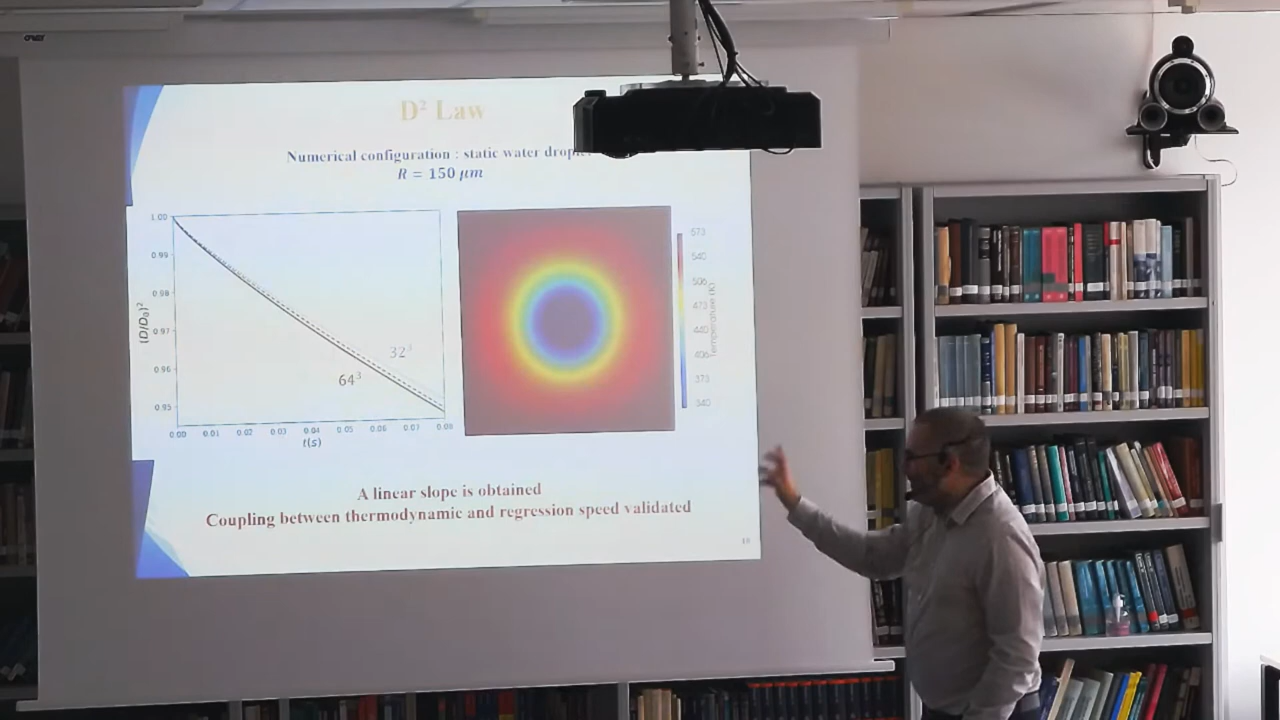 D² Law
Numerical configuration : static water
R = 150 μm
1.00
0.99
0.98
0.97
0.96
0.95
(D/D₀)²
32³
64³
0.00 0.01 0.02 0.03 0.04 0.05 0.06 0.07 0.08
t(s)
573
540
506
473
440
406
373
340
Temperature (K)
A linear slope is obtained
Coupling between thermodynamic and regression speed validated